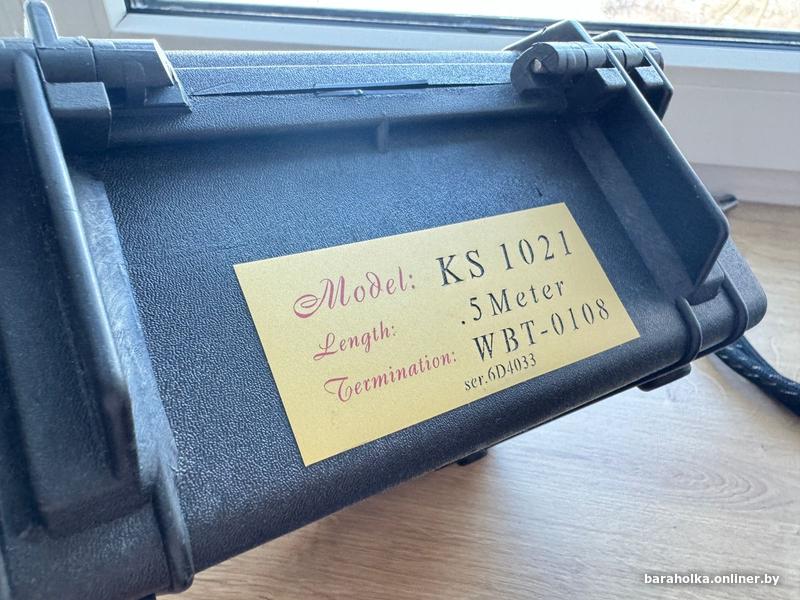 Model: KS 1021
Length: .5 Meter
Termination: WBT-0108
ser.6D4033
baraholka.onliner.by